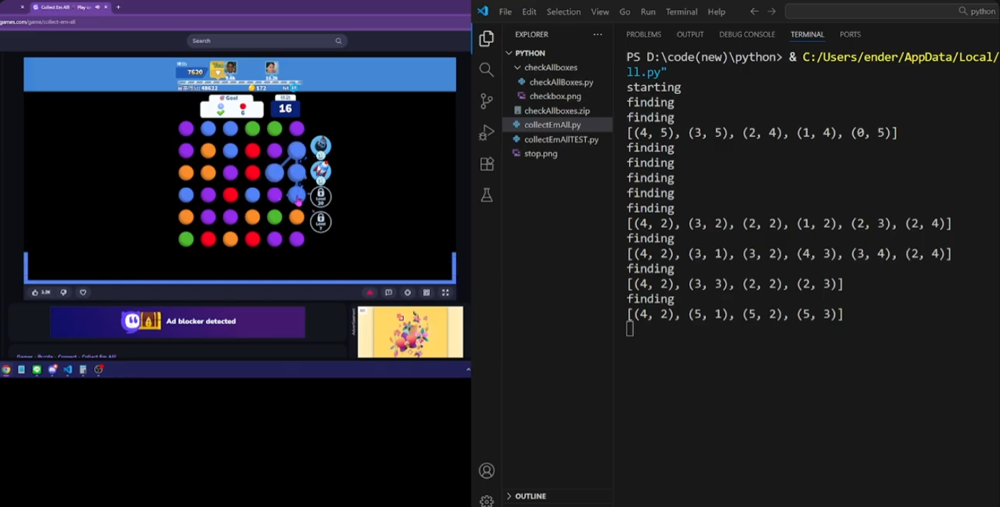 Collect Em All!
games.com/game/collect-em-all
Search
7620
9.6k
16.2k
48622
172
lvl
Goal
6
16
Level
20
Level
7
3.3K
Ad blocker detected
Advertisement
AD
Games - Puzzle - Connect - Collect Em All!
File Edit Selection View Go Run Terminal Help
python
EXPLORER
PYTHON
checkAllboxes
checkAllBoxes.py
checkbox.png
checkAllboxes.zip
collectEmAll.py
collectEmAllTEST.py
stop.png
OUTLINE
PROBLEMS OUTPUT DEBUG CONSOLE TERMINAL PORTS
PS D:\code(new)\python> & C:/Users/ender/AppData/Local/
ll.py"
starting
finding
finding
[(4, 5), (3, 5), (2, 4), (1, 4), (0, 5)]
finding
finding
finding
finding
finding
[(4, 2), (3, 2), (2, 2), (1, 2), (2, 3), (2, 4)]
finding
[(4, 2), (3, 1), (3, 2), (4, 3), (3, 4), (2, 4)]
finding
[(4, 2), (3, 3), (2, 2), (2, 3)]
finding
[(4, 2), (5, 1), (5, 2), (5, 3)]